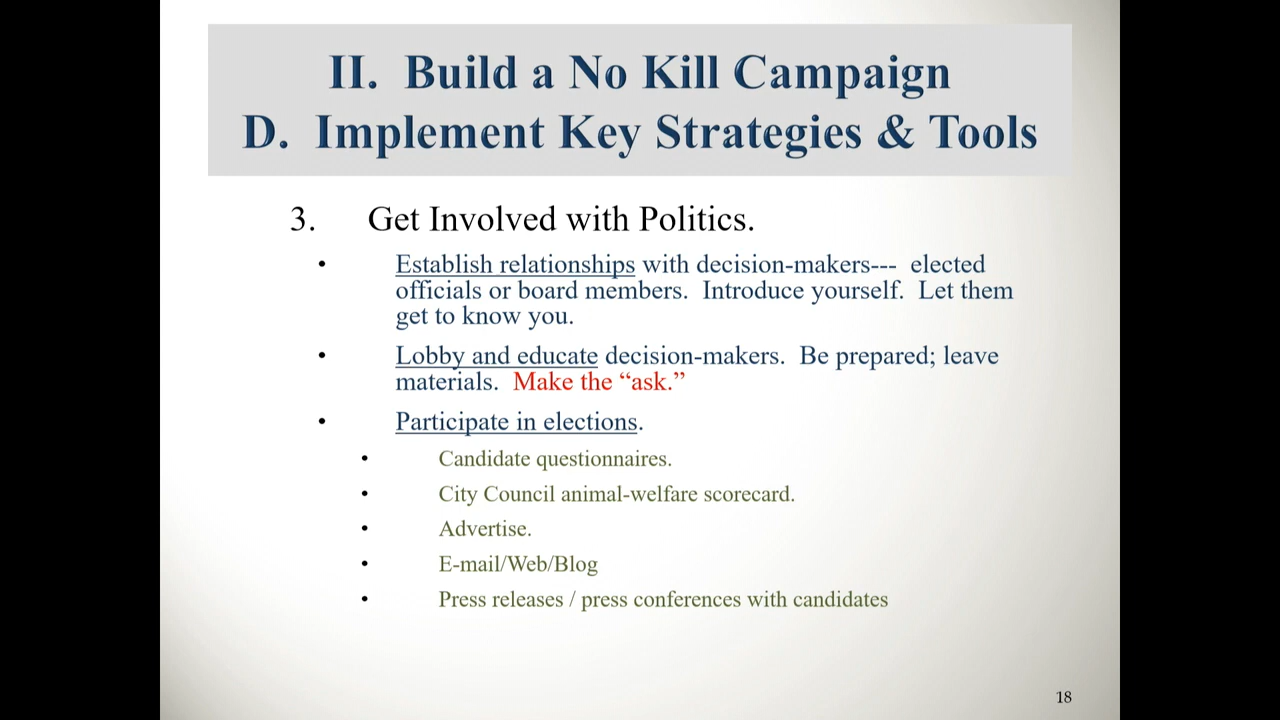 II. Build a No Kill Campaign
D. Implement Key Strategies & Tools
3. Get Involved with Politics.
• Establish relationships with decision-makers--- elected
officials or board members. Introduce yourself. Let them
get to know you.
• Lobby and educate decision-makers. Be prepared; leave
materials. Make the “ask.”
• Participate in elections.
• Candidate questionnaires.
• City Council animal-welfare scorecard.
• Advertise.
• E-mail/Web/Blog
• Press releases / press conferences with candidates
18